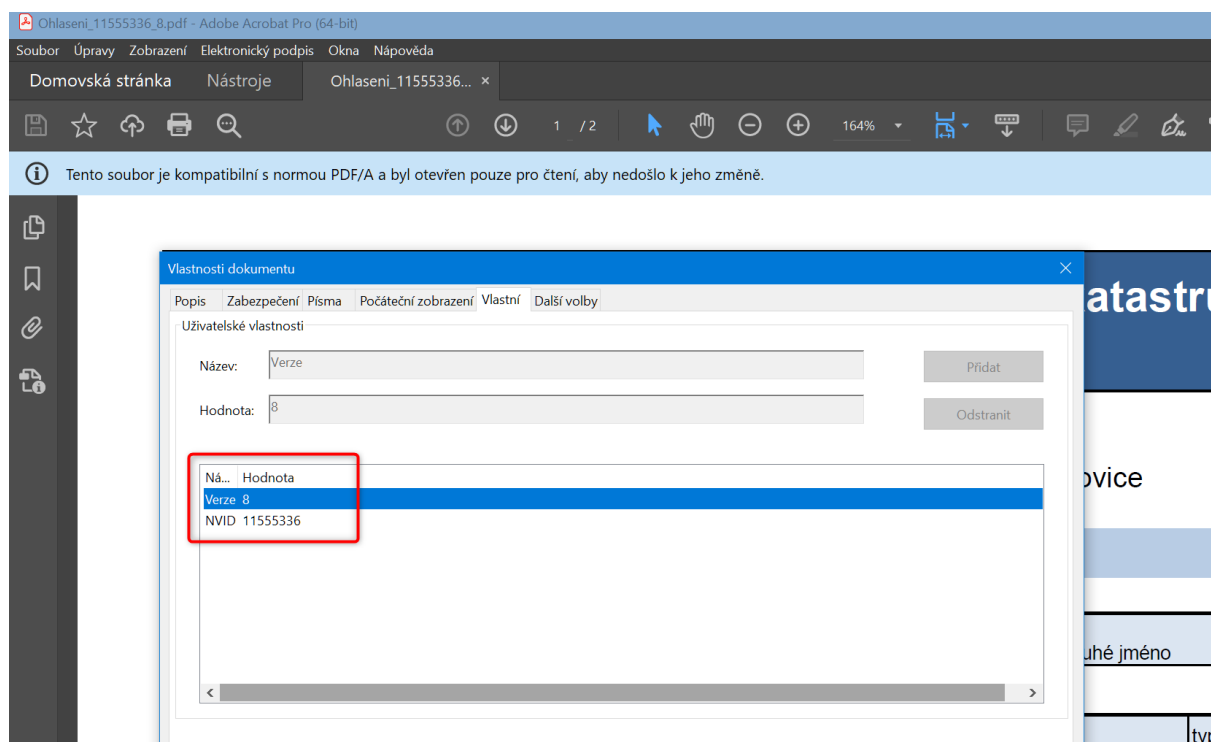 Ohlaseni_11555336_8.pdf - Adobe Acrobat Pro (64-bit)
Soubor Úpravy Zobrazení Elektronický podpis Okna Nápověda
Domovská stránka Nástroje Ohlaseni_11555336... ×
1 / 2 164%
Tento soubor je kompatibilní s normou PDF/A a byl otevřen pouze pro čtení, aby nedošlo k jeho změně.
Vlastnosti dokumentu
atastr
Popis Zabezpečení Písma Počáteční zobrazení Vlastní Další volby
Uživatelské vlastnosti
Název: Verze Přidat
Hodnota: 8 Odstranit
Ná... Hodnota
ovice
Verze 8
NVID 11555336
uhé jméno
typ